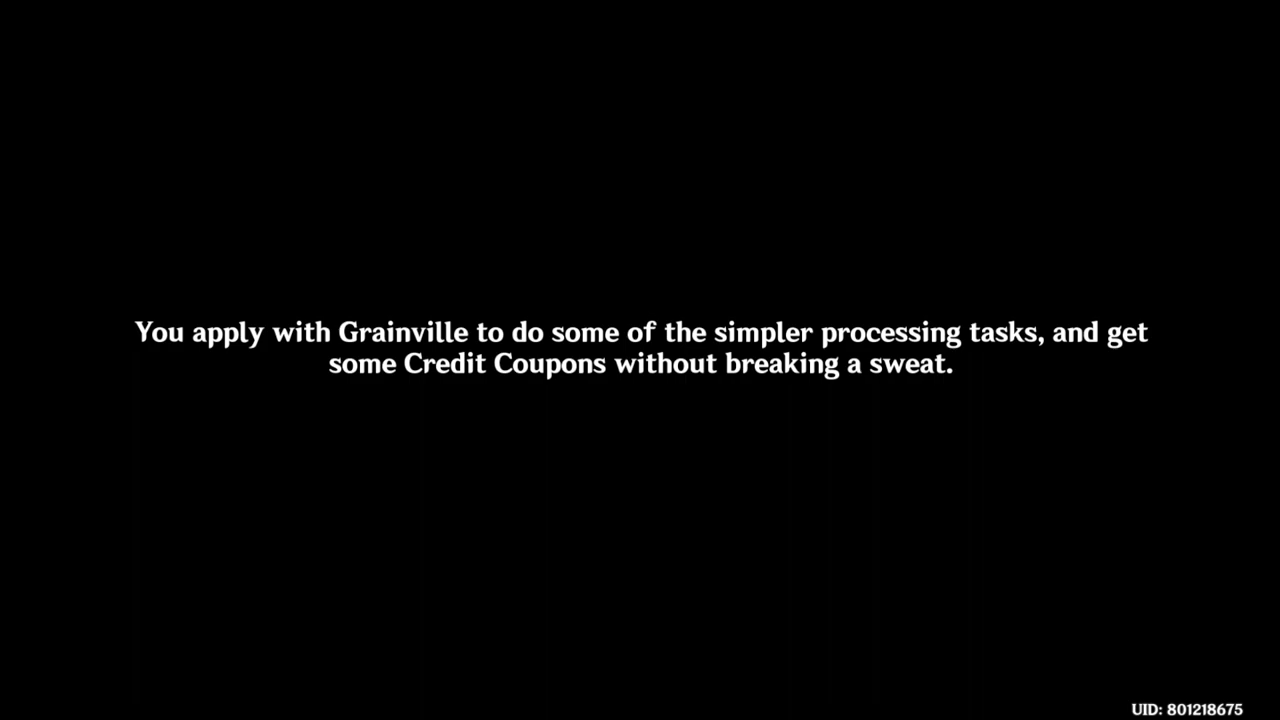 You apply with Grainville to do some of the simpler processing tasks, and get
some Credit Coupons without breaking a sweat.
UID: 801218675